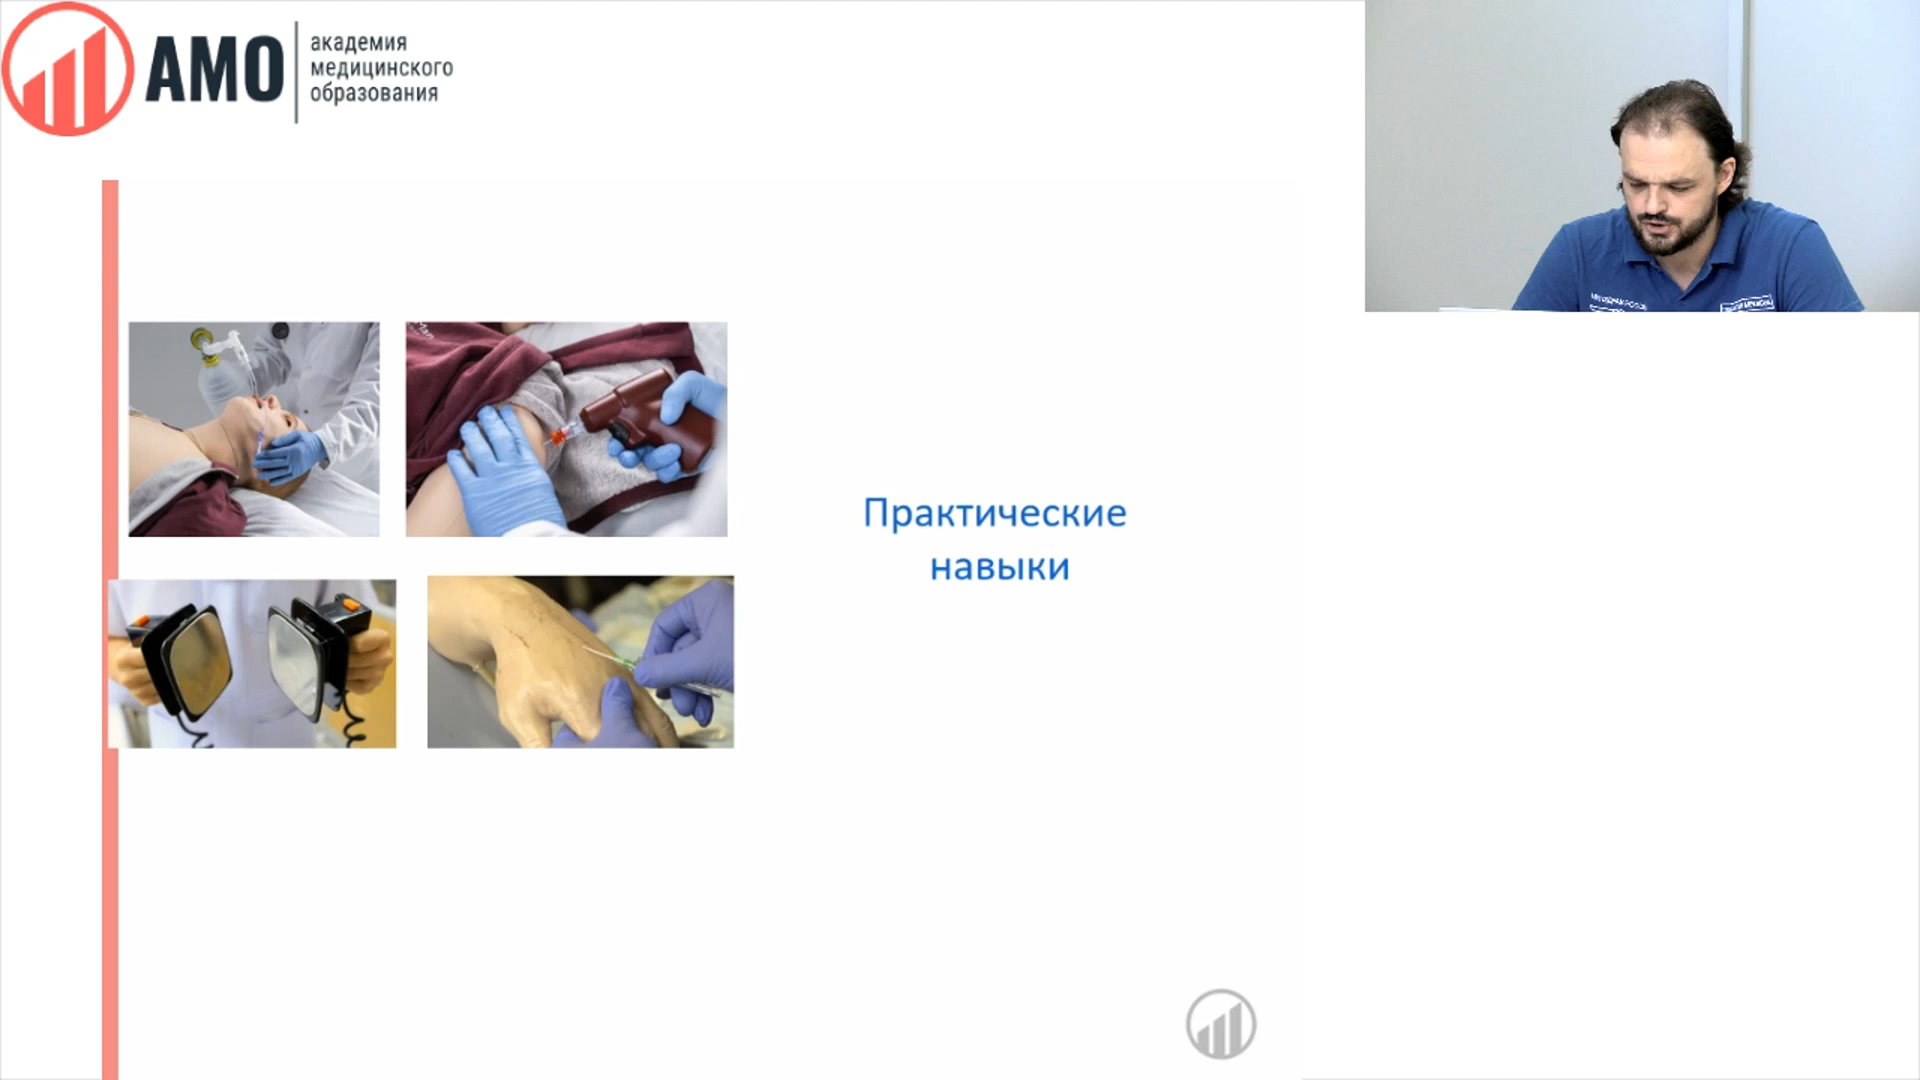 АМО
академия
медицинского
образования
Практические
навыки